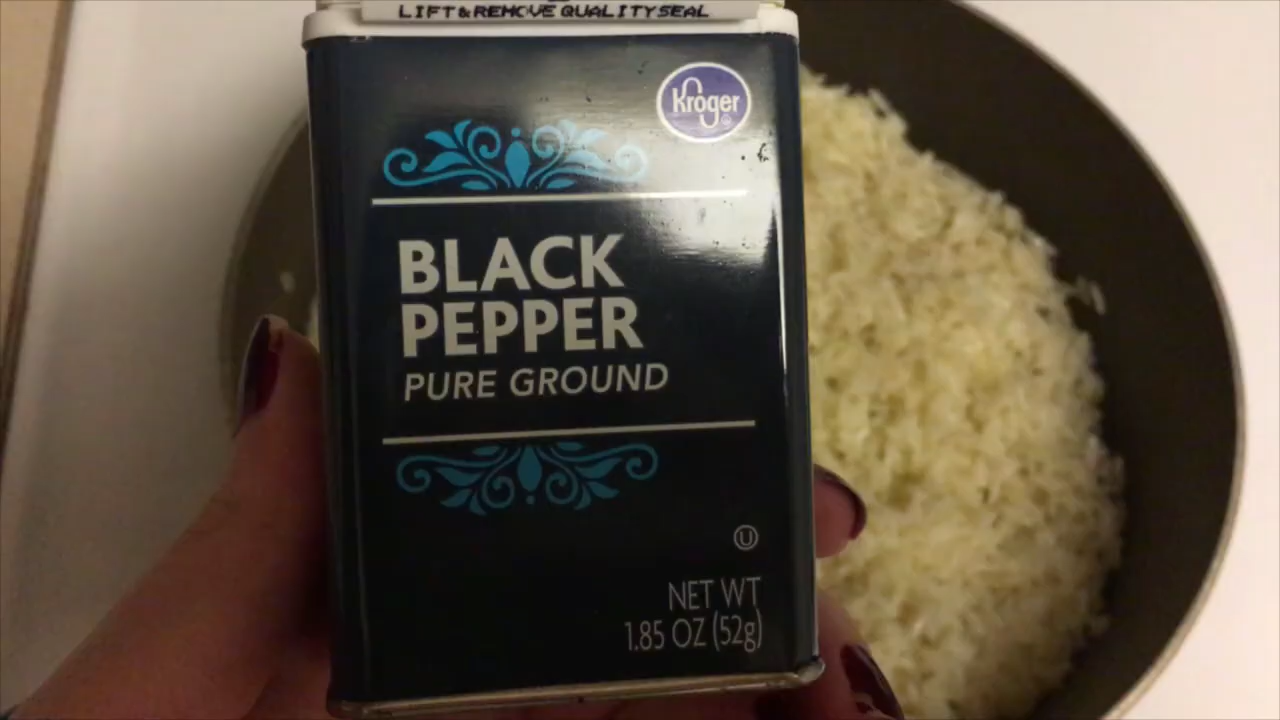 LIFT & REMOVE QUALITY SEAL
Kroger
BLACK
PEPPER
PURE GROUND
U
NET WT
1.85 OZ (52g)